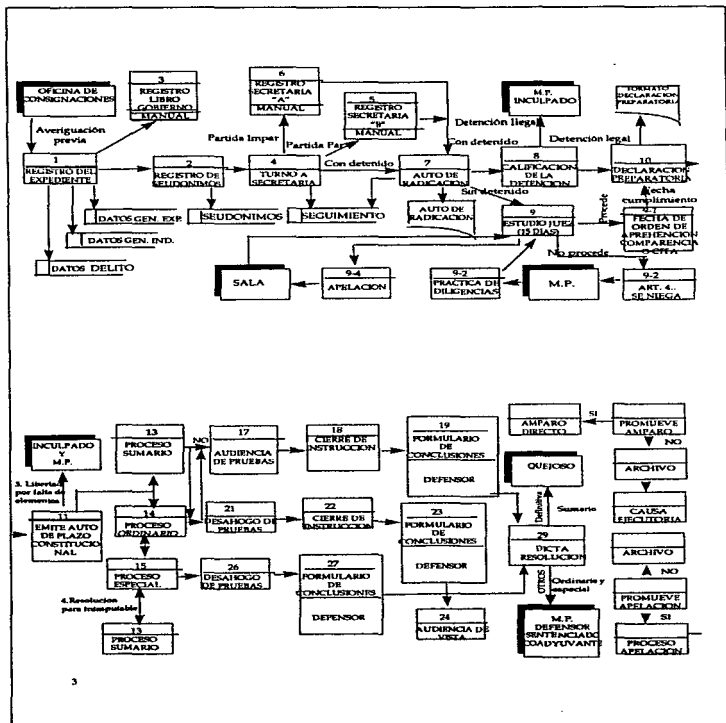 OFICINA DE
CONSIGNACIONES
3
REGISTRO
LIBRO
GOBIERNO
MANUAL
6
REGISTRO
SECRETARIA
"A"
MANUAL
5
REGISTRO
SECRETARIA
"B"
MANUAL
M.P.
INCULPADO
FORMATO
DECLARACION
PREPARATORIA
Averiguación
previa
Partida Impar
Partida Par
Detención Ilegal
Con detenido
Detención legal
1
REGISTRO DEL
EXPEDIENTE
2
REGISTRO DE
SEUDONIMOS
4
TURNO A
SECRETARIA
Con detenido
7
AUTO DE
RADICACION
8
CALIFICACION
DE LA
DETENCION
10
DECLARACION
PREPARATORIA
Sin detenido
Procede
Fecha
cumplimiento
DATOS GEN. EXP.
SEUDONIMOS
SEGUIMIENTO
AUTO DE
RADICACION
9
ESTUDIO JUEZ
(15 DIAS)
9-1
FECHA DE
ORDEN DE
APREHENCION
COMPARENCIA
O CITA
DATOS GEN. IND.
DATOS DELITO
No procede
SALA
9-4
APELACION
9-2
PRACTICA DE
DILIGENCIAS
M.P.
9-2
ART. 4..
SE NIEGA
INCULPADO
Y
M.P.
13
PROCESO
SUMARIO
NO
17
AUDIENCIA
DE PRUEBAS
18
CIERRE DE
INSTRUCCION
19
FORMULARIO
DE
CONCLUSIONES
DEFENSOR
AMPARO
DIRECTO
SI
PROMUEVE
AMPARO
NO
ARCHIVO
QUEJOSO
3. Libertad
por falta de
elementos
11
EMITE AUTO
DE PLAZO
CONSTITUCIO
NAL
14
PROCESO
ORDINARIO
21
DESAHOGO DE
PRUEBAS
22
CIERRE DE
INSTRUCCION
23
FORMULARIO
DE
CONCLUSIONES
DEFENSOR
Definitiva
Sumario
CAUSA
EJECUTORIA
29
DICTA
RESOLUCION
ARCHIVO
15
PROCESO
ESPECIAL
26
DESAHOGO DE
PRUEBAS
27
FORMULARIO
DE
CONCLUSIONES
DEFENSOR
OTROS
Ordinario y
especial
NO
PROMUEVE
APELACION
4.Resolucion
para inimputable
13
PROCESO
SUMARIO
24
AUDIENCIA DE
VISTA
M.P.
DEFENSOR
SENTENCIADO
COADYUVANTE
SI
PROCESO
APELACION
3